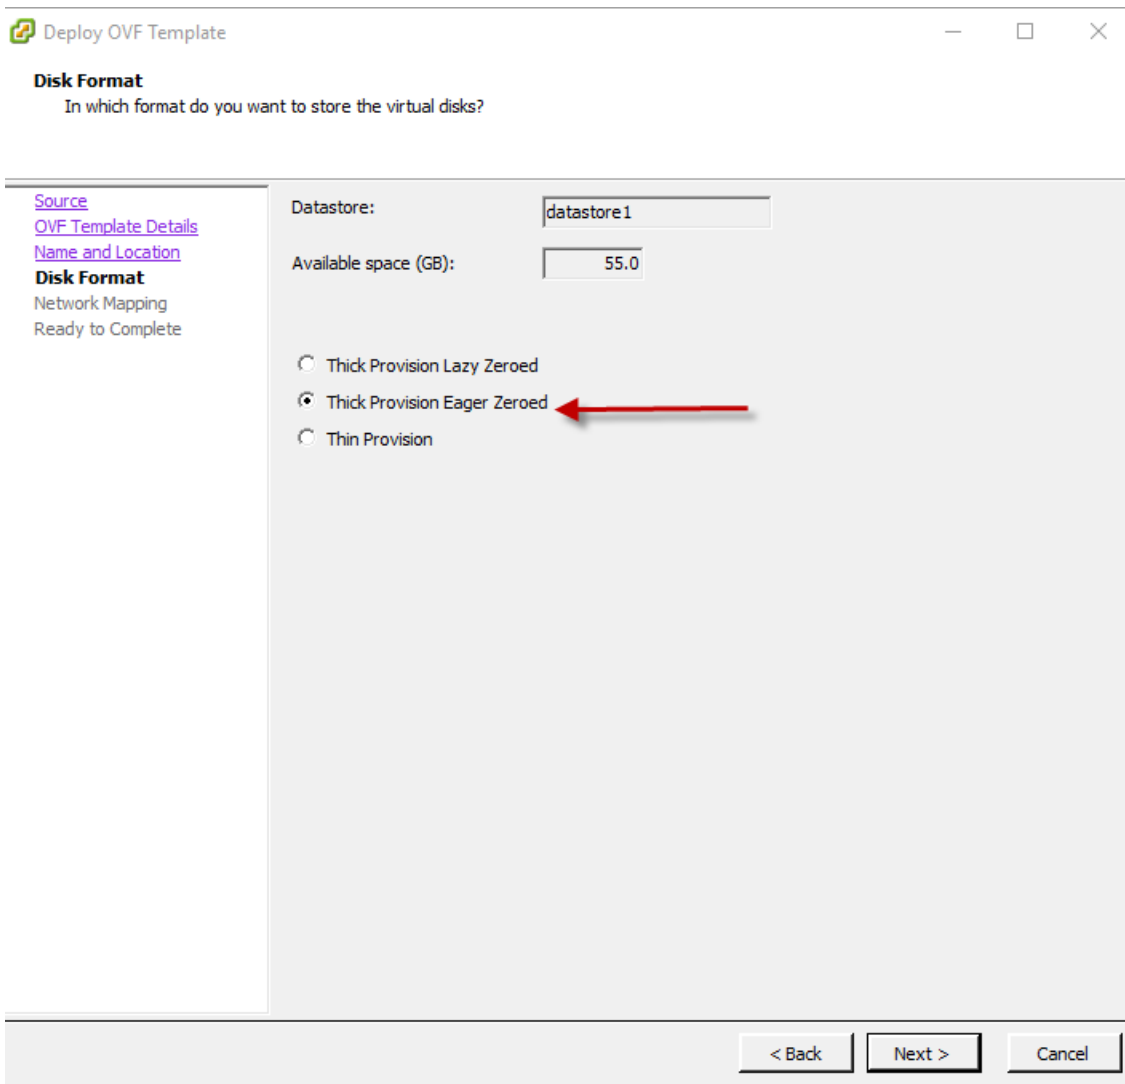 Deploy OVF Template
Disk Format
In which format do you want to store the virtual disks?
Source
OVF Template Details
Name and Location
Disk Format
Network Mapping
Ready to Complete
Datastore:
datastore1
Available space (GB):
55.0
Thick Provision Lazy Zeroed
Thick Provision Eager Zeroed
Thin Provision
< Back
Next >
Cancel